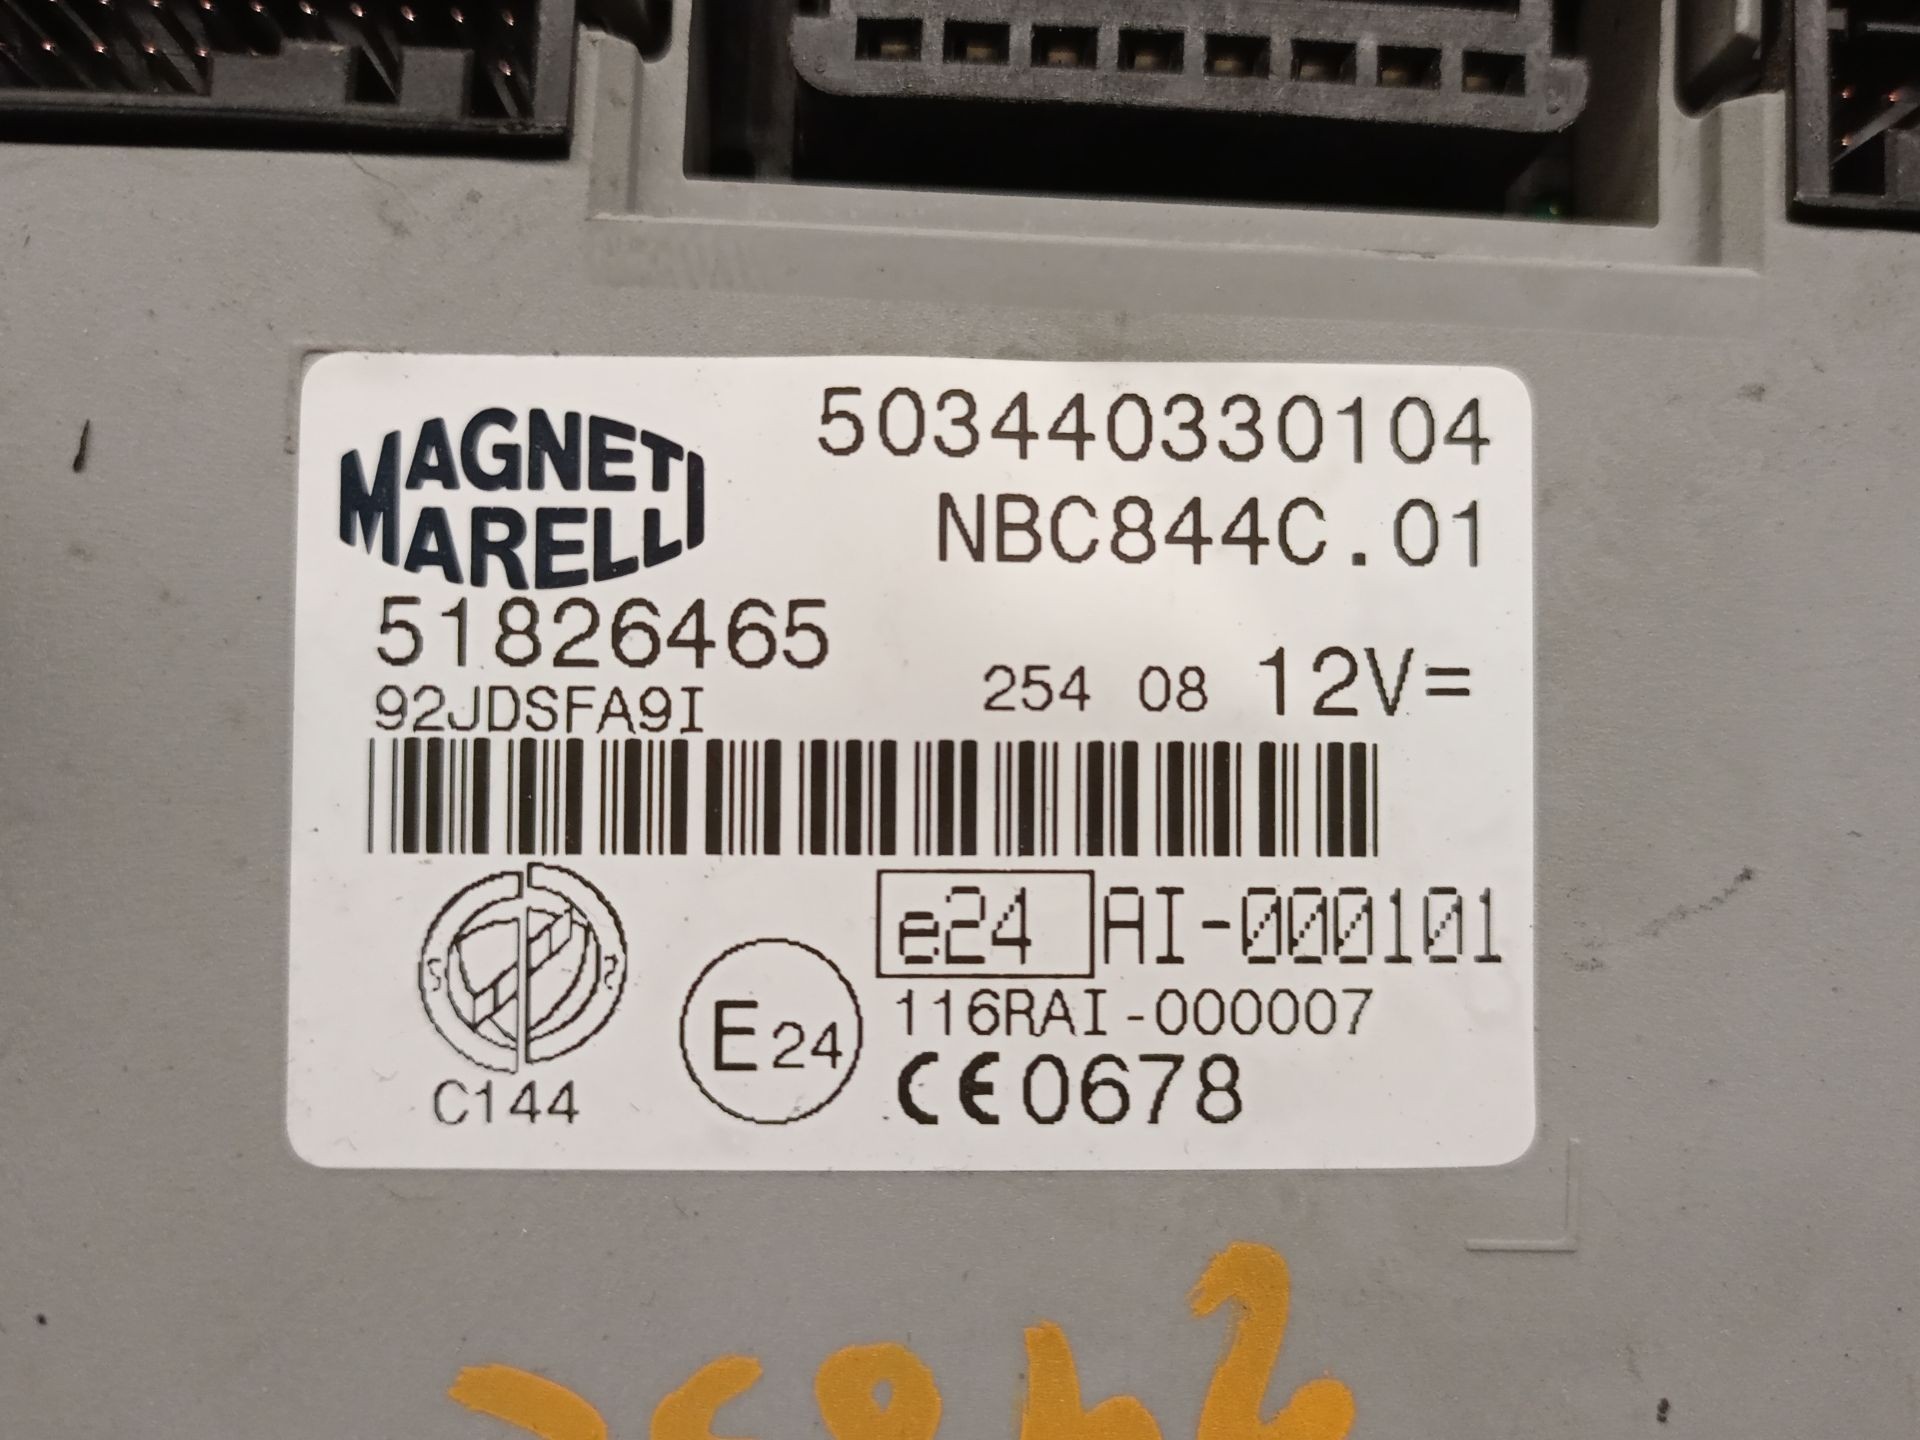 MAGNETI
MARELLI
503440330104
NBC844C.01
51826465
92JDSFA9I
254 08 12V=
e24 AI-000101
E24
116RAI-000007
CE0678
C144